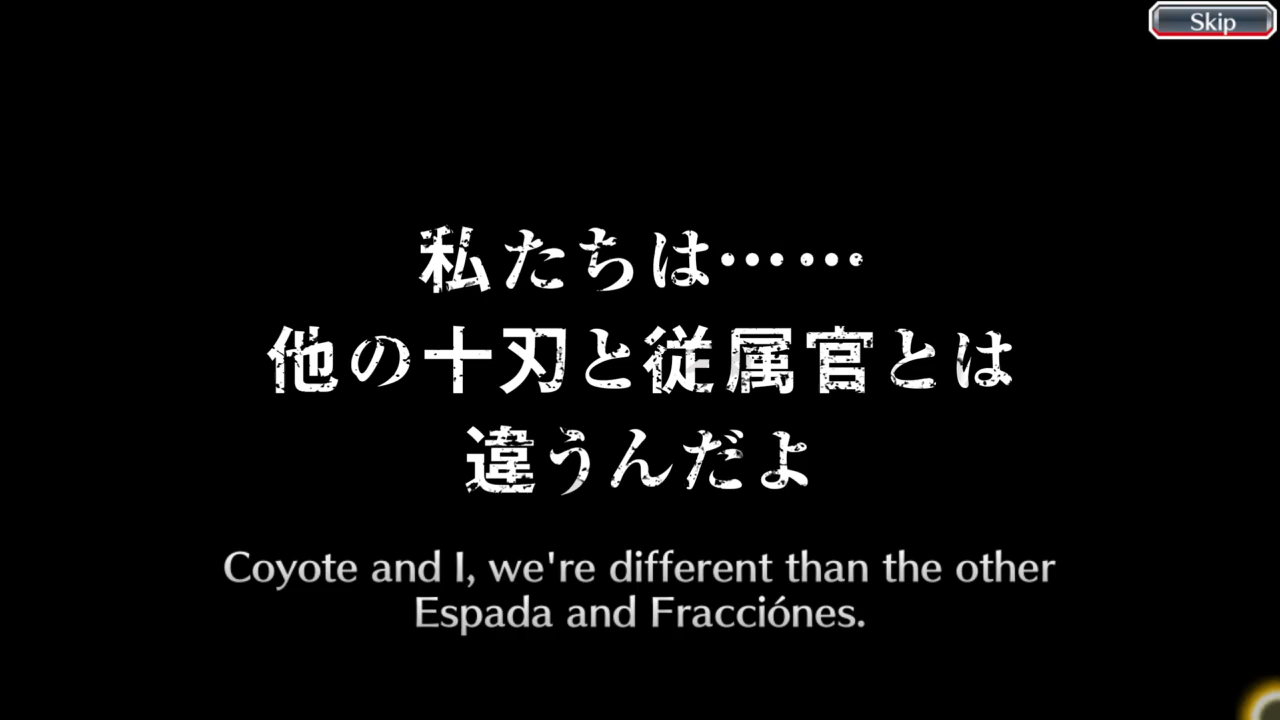 Skip
私たちは……
他の十刃と従属官とは
違うんだよ
Coyote and I, we're different than the other
Espada and Fracciónes.